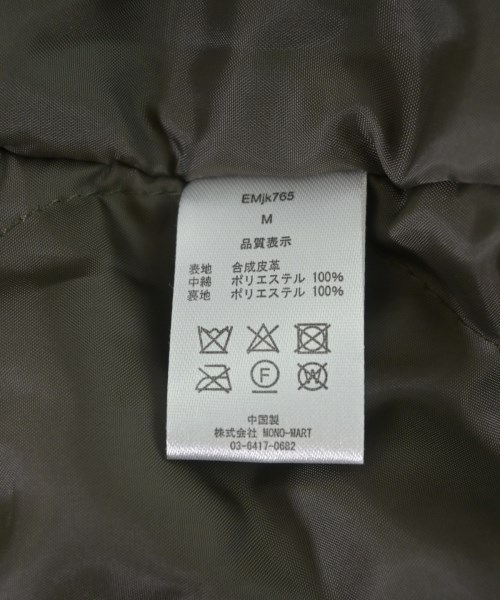 EMjk765
M
品質表示
表地 合成皮革
中綿 ポリエステル 100%
裏地 ポリエステル 100%
F
W
中国製
株式会社 MONO-MART
03-6417-0682